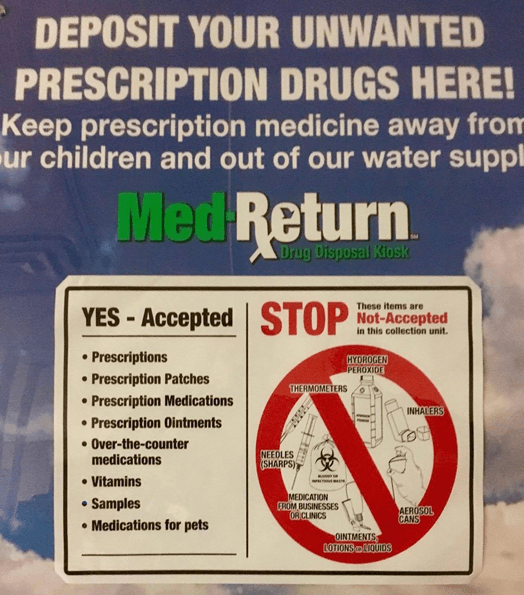 DEPOSIT YOUR UNWANTED
PRESCRIPTION DRUGS HERE!
Keep prescription medicine away from
ur children and out of our water suppl
Med-Return™
Drug Disposal Kiosk
YES - Accepted
• Prescriptions
• Prescription Patches
• Prescription Medications
• Prescription Ointments
• Over-the-counter
medications
• Vitamins
• Samples
• Medications for pets
STOP
These items are
Not-Accepted
in this collection unit.
HYDROGEN
PEROXIDE
THERMOMETERS
INHALERS
HYDROGEN
PEROXIDE
NEEDLES
(SHARPS)
MEDICATION
FROM BUSINESSES
OR CLINICS
AEROSOL
CANS
OINTMENTS,
LOTIONS OR LIQUIDS